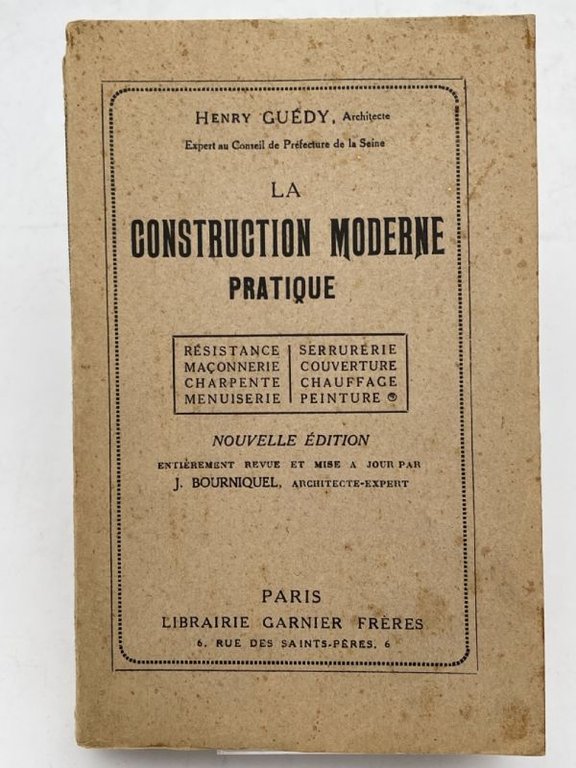 HENRY GUÉDY, Architecte
Expert au Conseil de Préfecture de la Seine
LA
CONSTRUCTION MODERNE
PRATIQUE
RÉSISTANCE
MAÇONNERIE
CHARPENTE
MENUISERIE
SERRURERIE
COUVERTURE
CHAUFFAGE
PEINTURE
NOUVELLE ÉDITION
ENTIÈREMENT REVUE ET MISE A JOUR PAR
J. BOURNIQUEL, ARCHITECTE-EXPERT
PARIS
LIBRAIRIE GARNIER FRÈRES
6, RUE DES SAINTS-PÈRES, 6